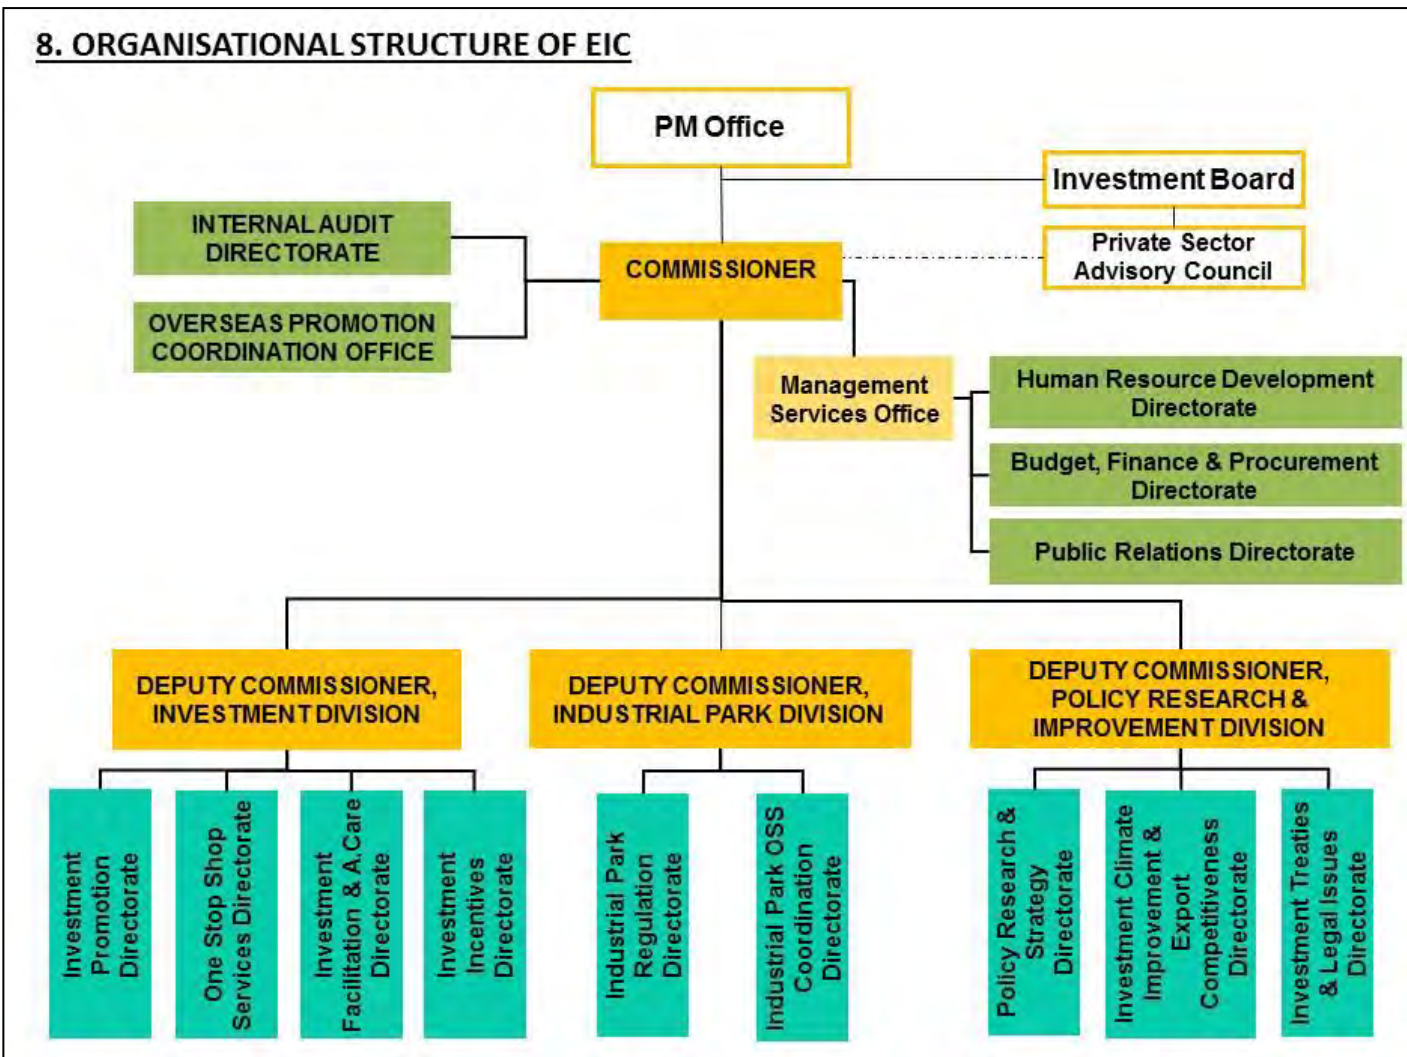 8. ORGANISATIONAL STRUCTURE OF EIC
PM Office
Investment Board
Private Sector
Advisory Council
INTERNAL AUDIT
DIRECTORATE
COMMISSIONER
OVERSEAS PROMOTION
COORDINATION OFFICE
Management
Services Office
Human Resource Development
Directorate
Budget, Finance & Procurement
Directorate
Public Relations Directorate
DEPUTY COMMISSIONER,
INVESTMENT DIVISION
DEPUTY COMMISSIONER,
INDUSTRIAL PARK DIVISION
DEPUTY COMMISSIONER,
POLICY RESEARCH &
IMPROVEMENT DIVISION
Investment
Promotion
Directorate
One Stop Shop
Services Directorate
Investment
Facilitation & A.Care
Directorate
Investment
Incentives
Directorate
Industrial Park
Regulation
Directorate
Industrial Park OSS
Coordination
Directorate
Policy Research &
Strategy
Directorate
Investment Climate
Improvement &
Export
Competitiveness
Directorate
Investment Treaties
& Legal Issues
Directorate